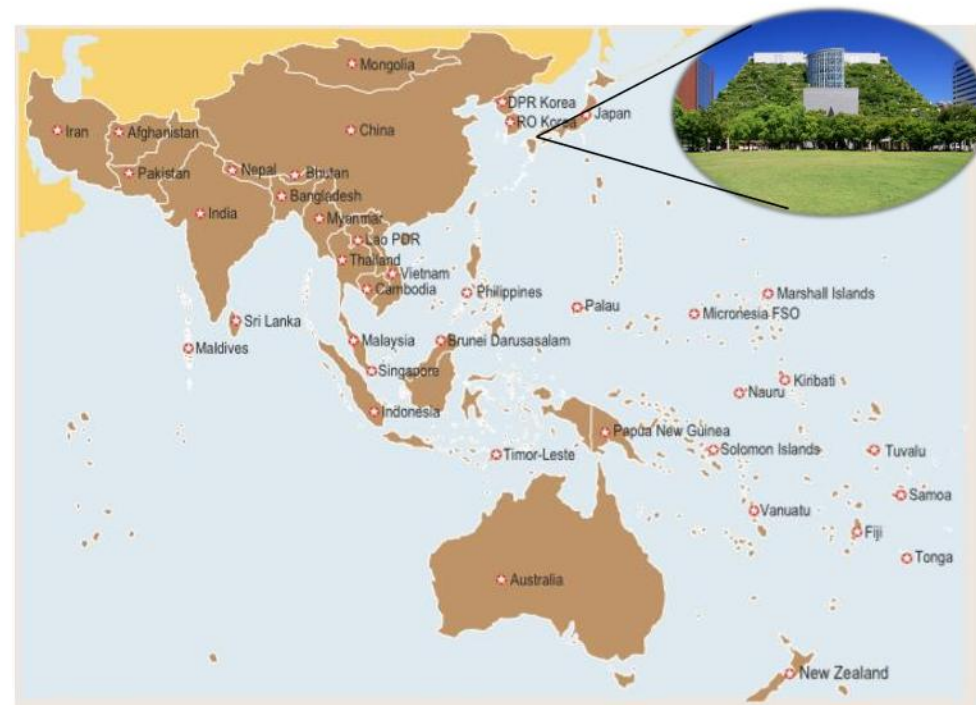 Mongolia
DPR Korea
RO Korea
Japan
Iran
Afghanistan
China
Pakistan
Nepal
Bhutan
Bangladesh
India
Myanmar
Lao PDR
Thailand
Vietnam
Cambodia
Philippines
Palau
Marshall Islands
Micronesia FSO
Sri Lanka
Maldives
Malaysia
Brunei Darusasalam
Singapore
Kiribati
Nauru
Indonesia
Papua New Guinea
Solomon Islands
Tuvalu
Timor-Leste
Samoa
Vanuatu
Fiji
Tonga
Australia
New Zealand